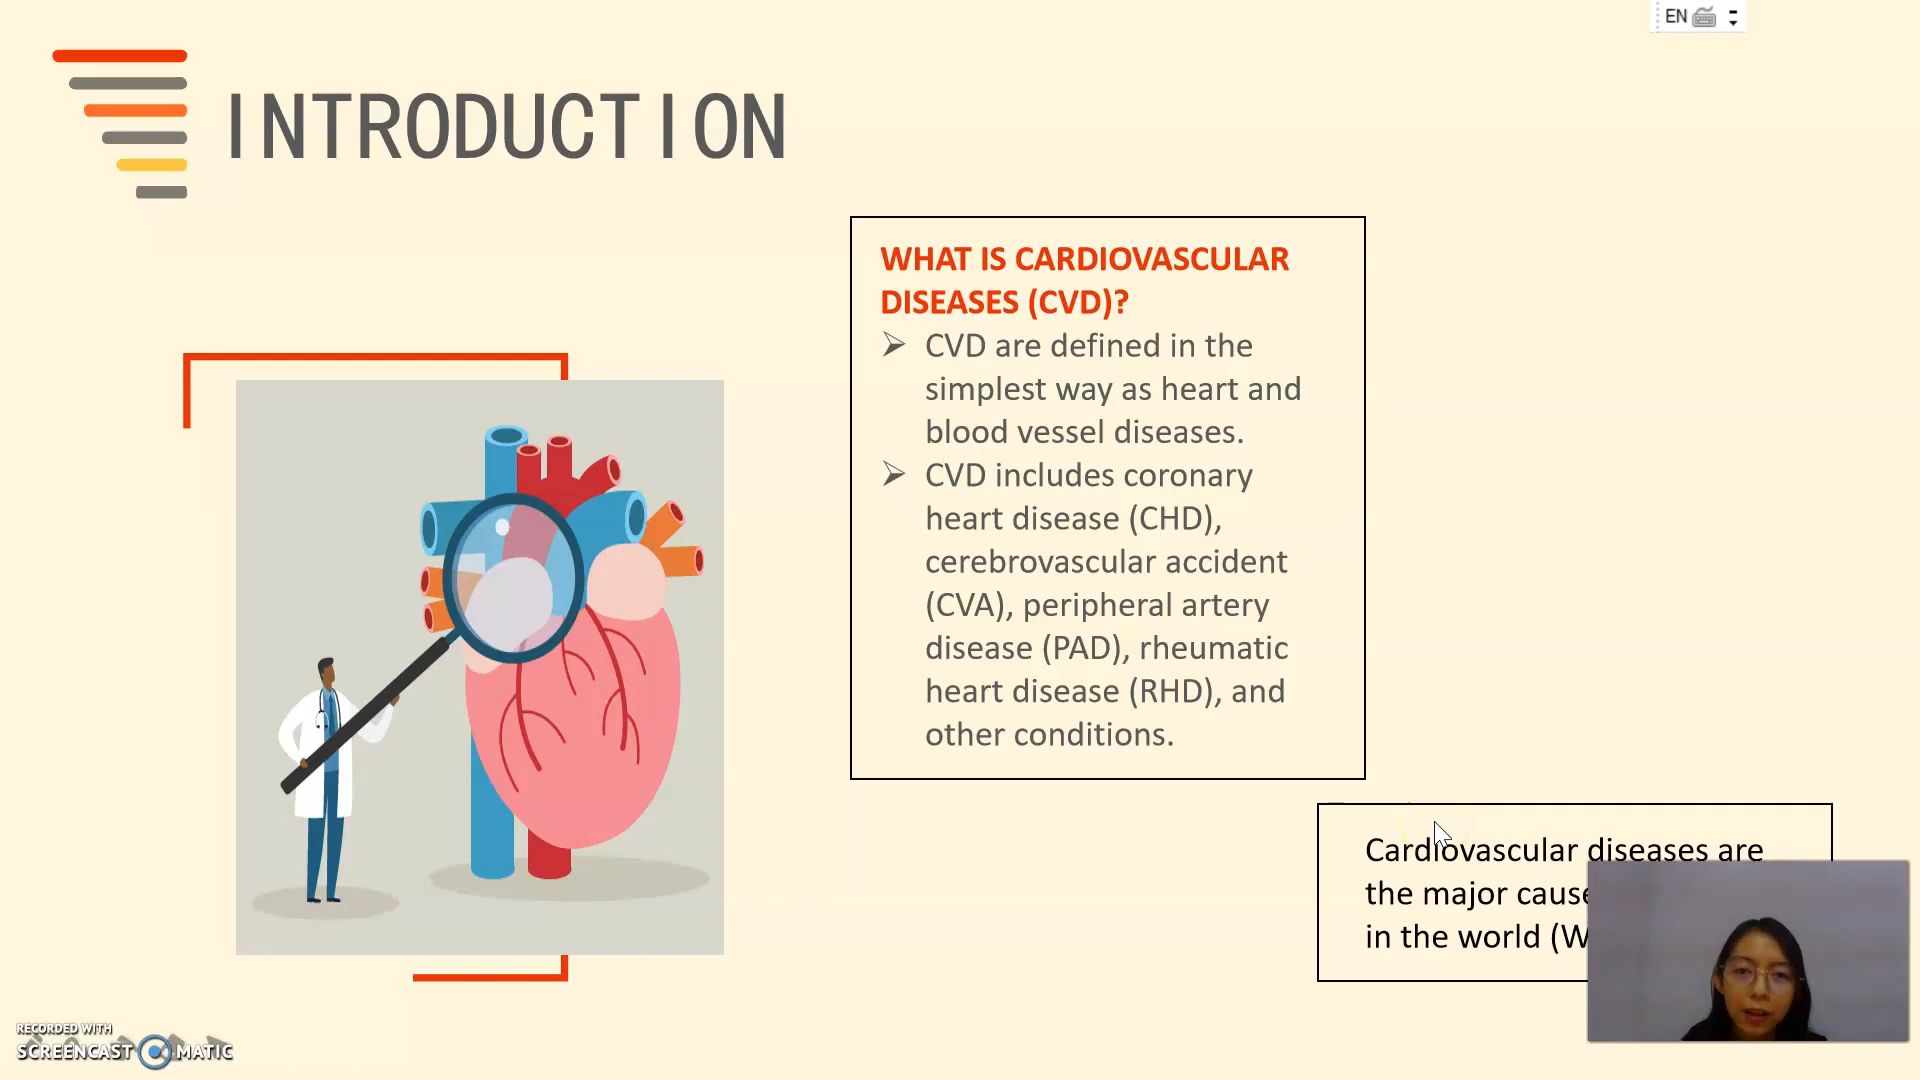 EN
INTRODUCTION
WHAT IS CARDIOVASCULAR
DISEASES (CVD)?
➢ CVD are defined in the
simplest way as heart and
blood vessel diseases.
➢ CVD includes coronary
heart disease (CHD),
cerebrovascular accident
(CVA), peripheral artery
disease (PAD), rheumatic
heart disease (RHD), and
other conditions.
Cardiovascular diseases are
the major cause
in the world (W
RECORDED WITH
SCREENCAST MATIC